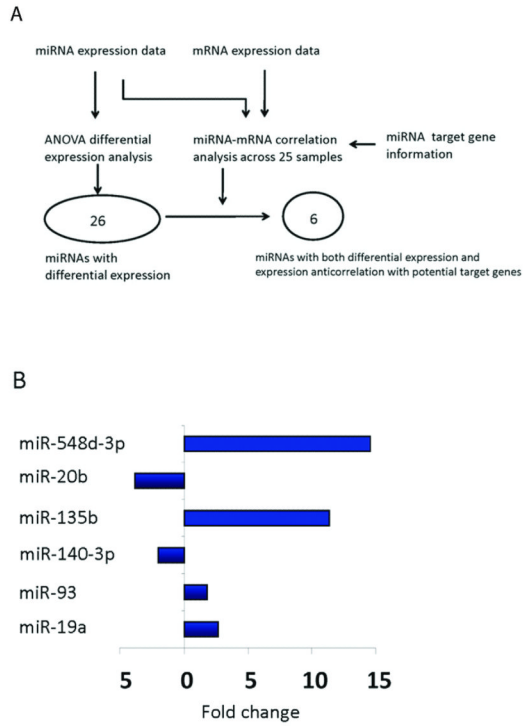 A
miRNA expression data
mRNA expression data
ANOVA differential
expression analysis
miRNA-mRNA correlation
analysis across 25 samples
miRNA target gene
information
26
6
miRNAs with
differential expression
miRNAs with both differential expression and
expression anticorrelation with potential target genes
B
miR-548d-3p
miR-20b
miR-135b
miR-140-3p
miR-93
miR-19a
5 0 5 10 15
Fold change